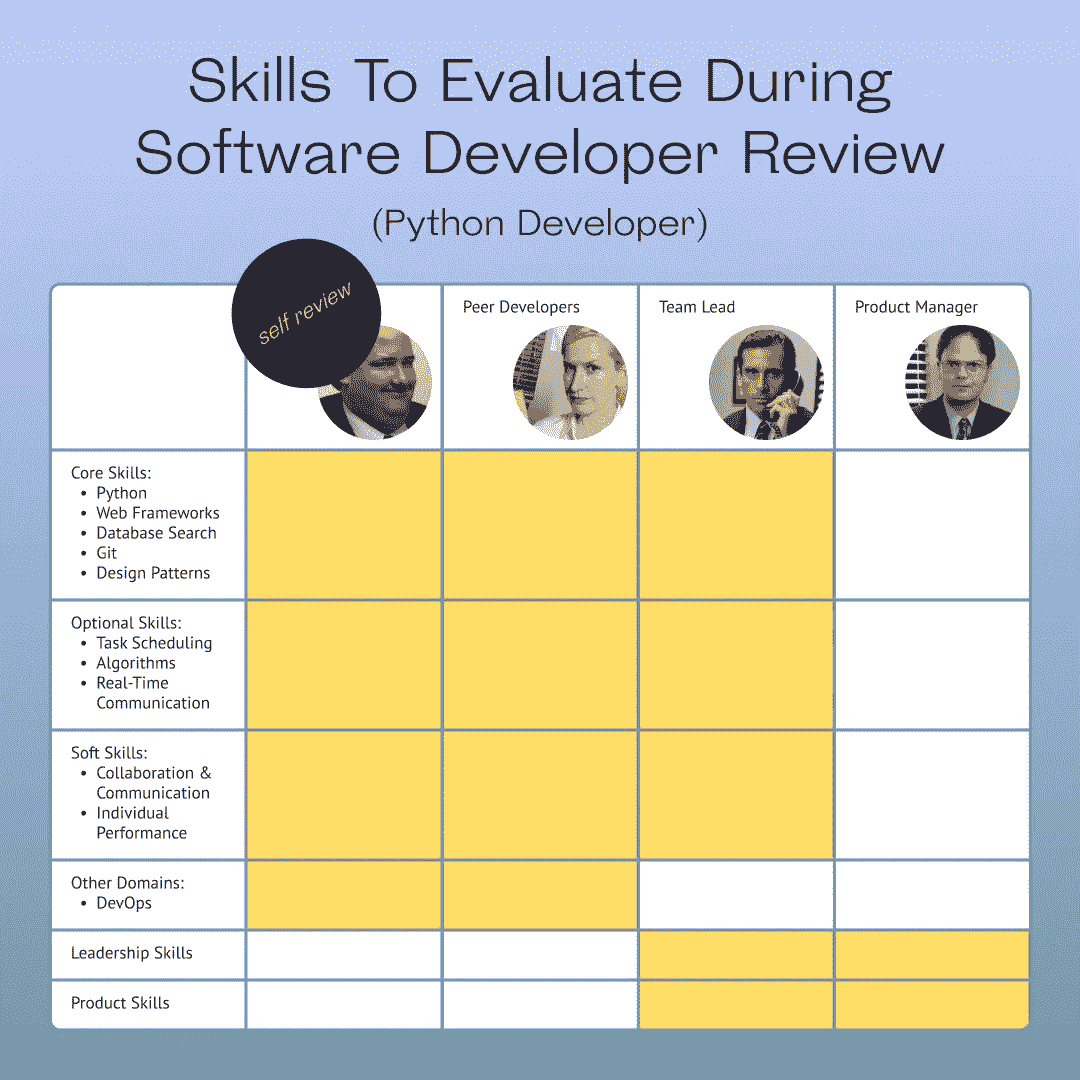 Skills To Evaluate During
Software Developer Review
(Python Developer)
self review
Peer Developers
Team Lead
Product Manager
Core Skills:
• Python
• Web Frameworks
• Database Search
• Git
• Design Patterns
Optional Skills:
• Task Scheduling
• Algorithms
• Real-Time
Communication
Soft Skills:
• Collaboration &
Communication
• Individual
Performance
Other Domains:
• DevOps
Leadership Skills
Product Skills